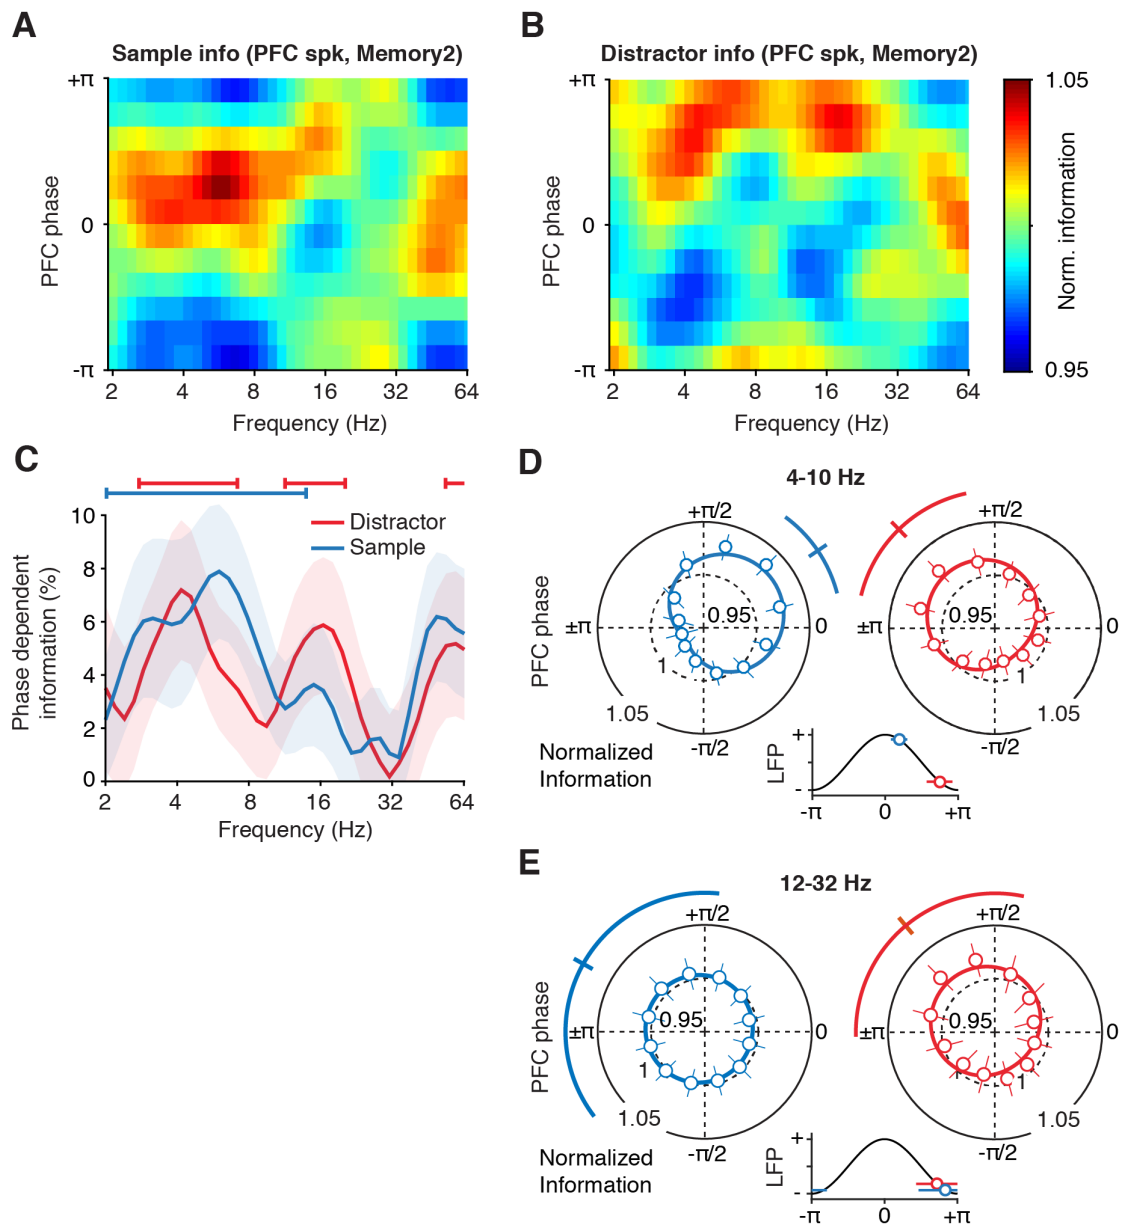 A
Sample info (PFC spk, Memory2)
+π
0
-π
PFC phase
2 4 8 16 32 64
Frequency (Hz)
B
Distractor info (PFC spk, Memory2)
+π
0
-π
PFC phase
2 4 8 16 32 64
Frequency (Hz)
1.05
0.95
Norm. information
C
10
8
6
4
2
0
Phase dependent
information (%)
Distractor
Sample
2 4 8 16 32 64
Frequency (Hz)
D
4-10 Hz
PFC phase
+π/2
±π
0.95
0
1
1.05
-π/2
+π/2
±π
0.95
0
1
1.05
-π/2
Normalized
Information
LFP
+
-
-π 0 +π
E
12-32 Hz
PFC phase
+π/2
±π
0.95
0
1
1.05
-π/2
+π/2
±π
0.95
0
1
1.05
-π/2
Normalized
Information
LFP
+
-
-π 0 +π